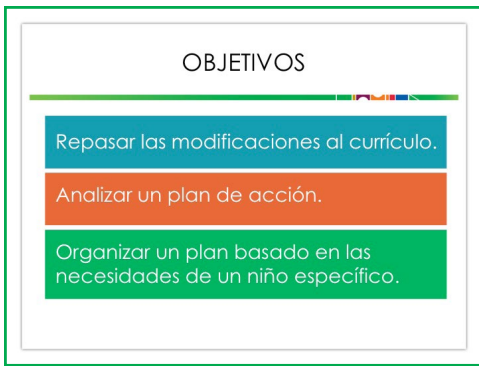 OBJETIVOS
Repasar las modificaciones al currículo.
Analizar un plan de acción.
Organizar un plan basado en las
necesidades de un niño específico.